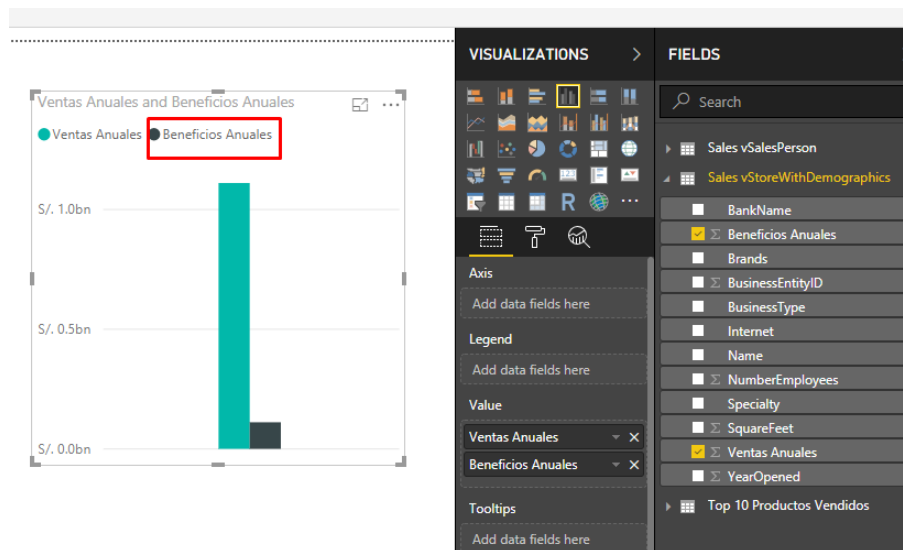 VISUALIZATIONS
FIELDS
Ventas Anuales and Beneficios Anuales
Ventas Anuales
Beneficios Anuales
S/. 1.0bn
S/. 0.5bn
S/. 0.0bn
R
Axis
Add data fields here
Legend
Add data fields here
Value
Ventas Anuales
Beneficios Anuales
Tooltips
Add data fields here
Search
Sales vSalesPerson
Sales vStoreWithDemographics
BankName
Σ Beneficios Anuales
Brands
Σ BusinessEntityID
BusinessType
Internet
Name
Σ NumberEmployees
Specialty
Σ SquareFeet
Σ Ventas Anuales
Σ YearOpened
Top 10 Productos Vendidos